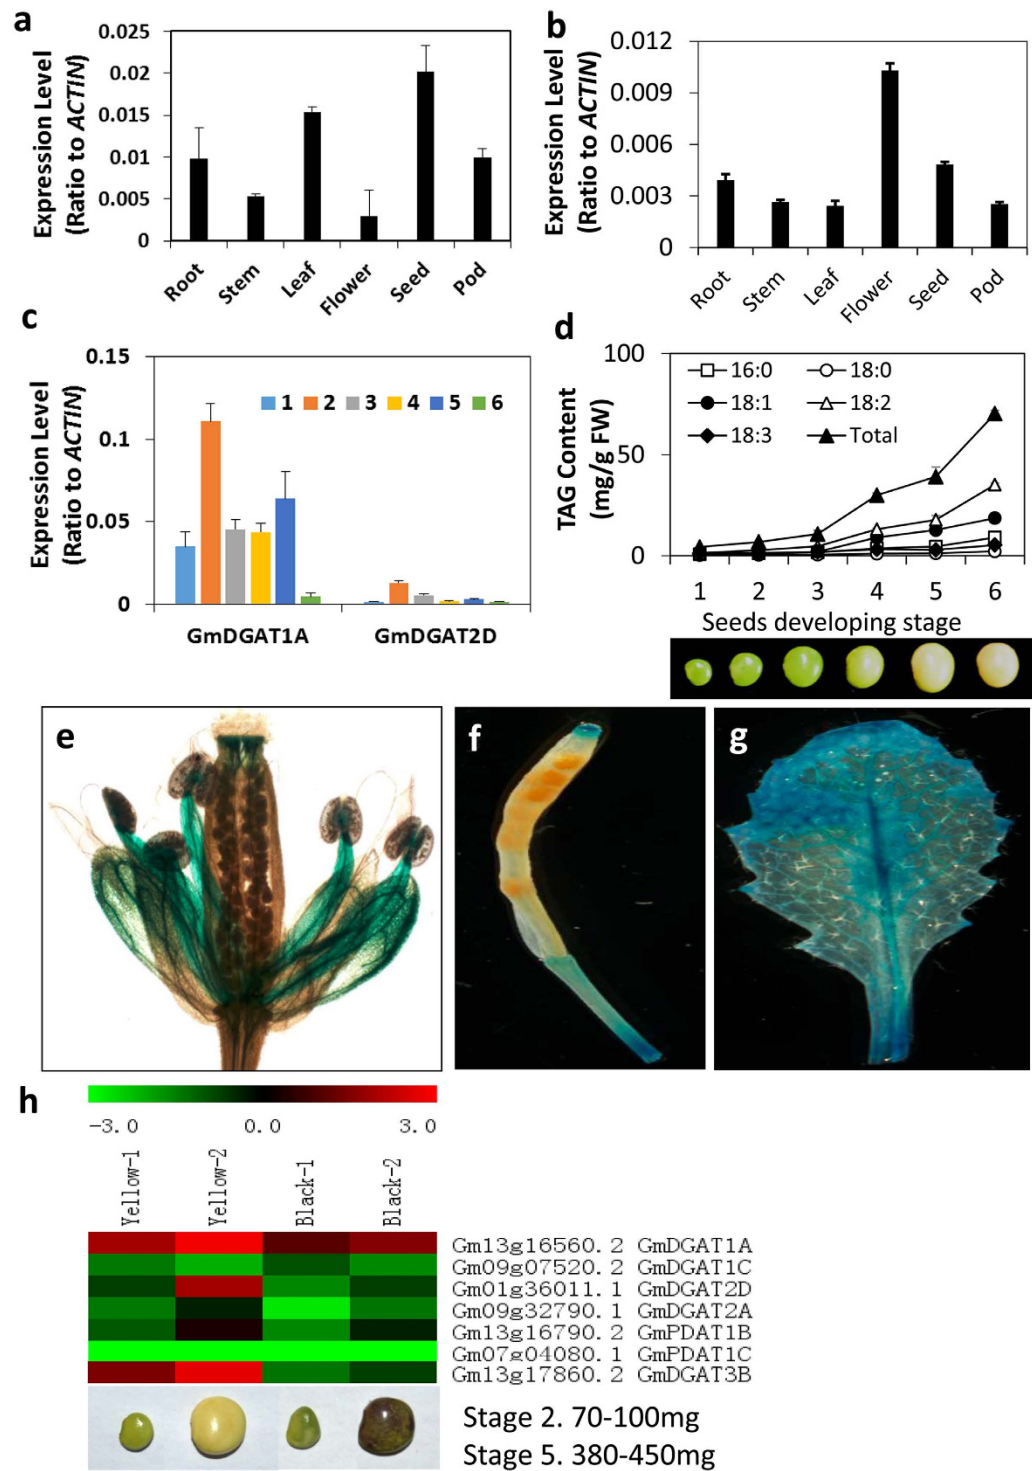 a
Expression Level
(Ratio to ACTIN)
0.025
0.02
0.015
0.01
0.005
0
Root
Stem
Leaf
Flower
Seed
Pod
b
Expression Level
(Ratio to ACTIN)
0.012
0.009
0.006
0.003
0
Root
Stem
Leaf
Flower
Seed
Pod
c
Expression Level
(Ratio to ACTIN)
0.15
0.1
0.05
0
1 2 3 4 5 6
GmDGAT1A GmDGAT2D
d
TAG Content
(mg/g FW)
100
50
0
16:0 18:0
18:1 18:2
18:3 Total
1 2 3 4 5 6
Seeds developing stage
e
f
g
h
-3.0 0.0 3.0
Yellow-1
Yellow-2
Black-1
Black-2
Gm13g16560.2 GmDGAT1A
Gm09g07520.2 GmDGAT1C
Gm01g36011.1 GmDGAT2D
Gm09g32790.1 GmDGAT2A
Gm13g16790.2 GmPDAT1B
Gm07g04080.1 GmPDAT1C
Gm13g17860.2 GmDGAT3B
Stage 2. 70-100mg
Stage 5. 380-450mg